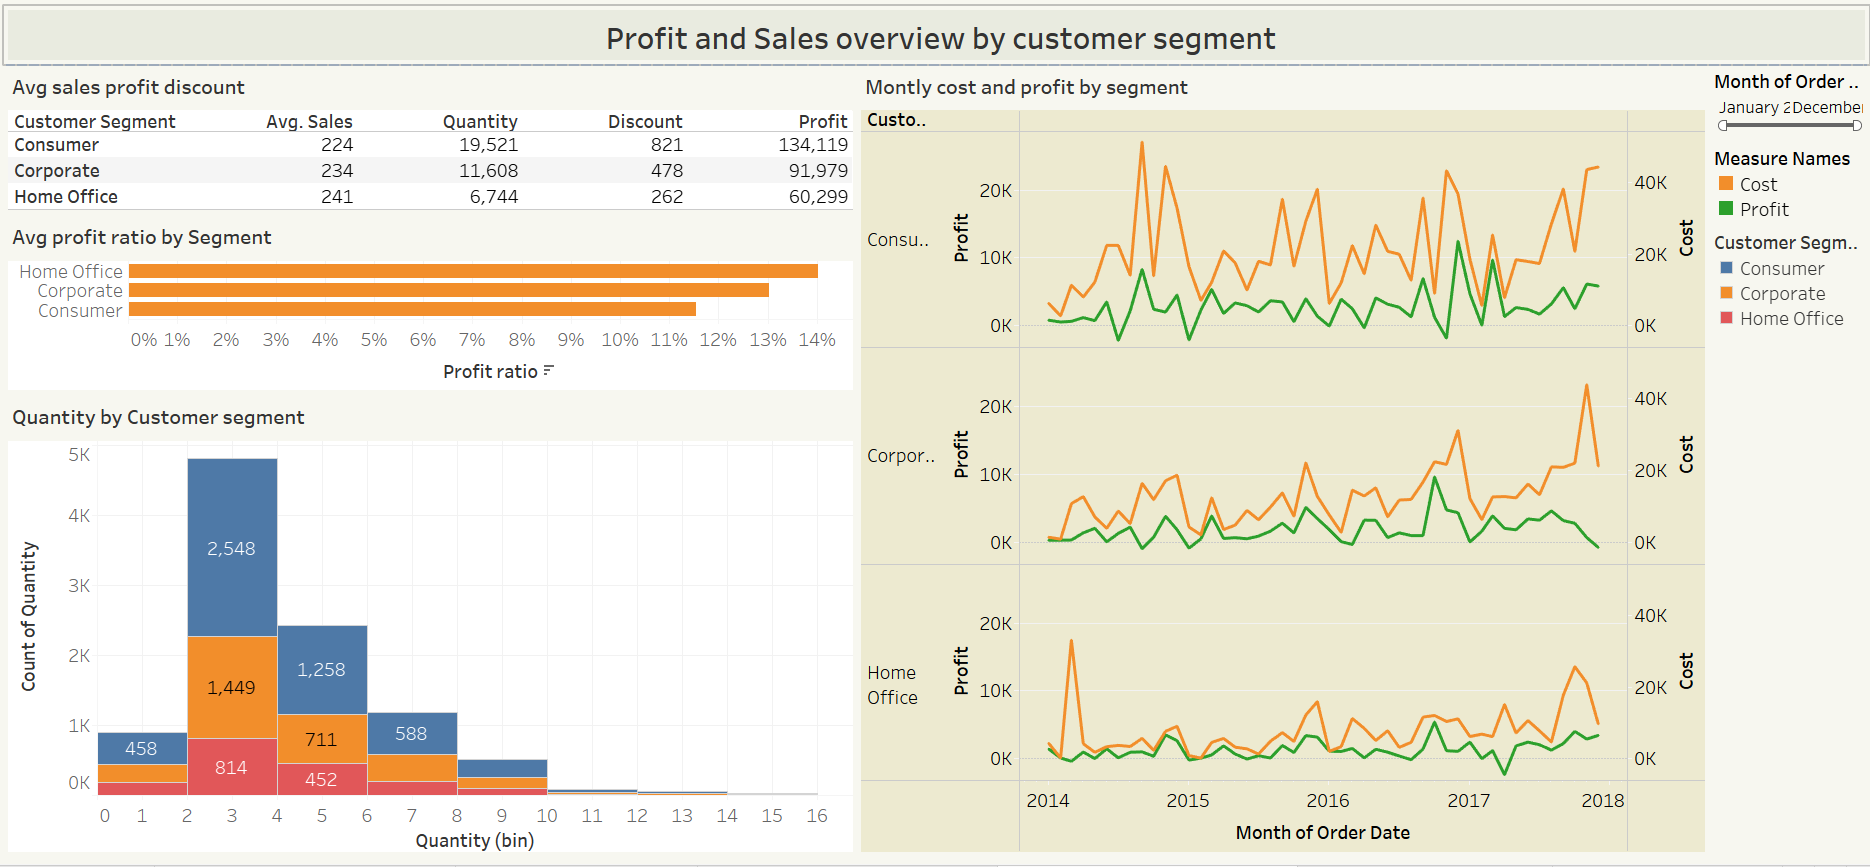 Profit and Sales overview by customer segment
Avg sales profit discount
Customer Segment Avg. Sales Quantity Discount Profit
Consumer 224 19,521 821 134,119
Corporate 234 11,608 478 91,979
Home Office 241 6,744 262 60,299
Avg profit ratio by Segment
Home Office
Corporate
Consumer
0% 1% 2% 3% 4% 5% 6% 7% 8% 9% 10% 11% 12% 13% 14%
Profit ratio
Quantity by Customer segment
Count of Quantity
5K
4K
3K
2K
1K
0K
2,548
1,449
814
1,258
711
452
458
588
0 1 2 3 4 5 6 7 8 9 10 11 12 13 14 15 16
Quantity (bin)
Montly cost and profit by segment
Custo..
Consu..
Profit
20K
10K
0K
40K
20K
0K
Cost
Corpor..
Profit
20K
10K
0K
40K
20K
0K
Cost
Home
Office
Profit
20K
10K
0K
40K
20K
0K
Cost
2014 2015 2016 2017 2018
Month of Order Date
Month of Order ..
January 2 December
Measure Names
Cost
Profit
Customer Segm..
Consumer
Corporate
Home Office